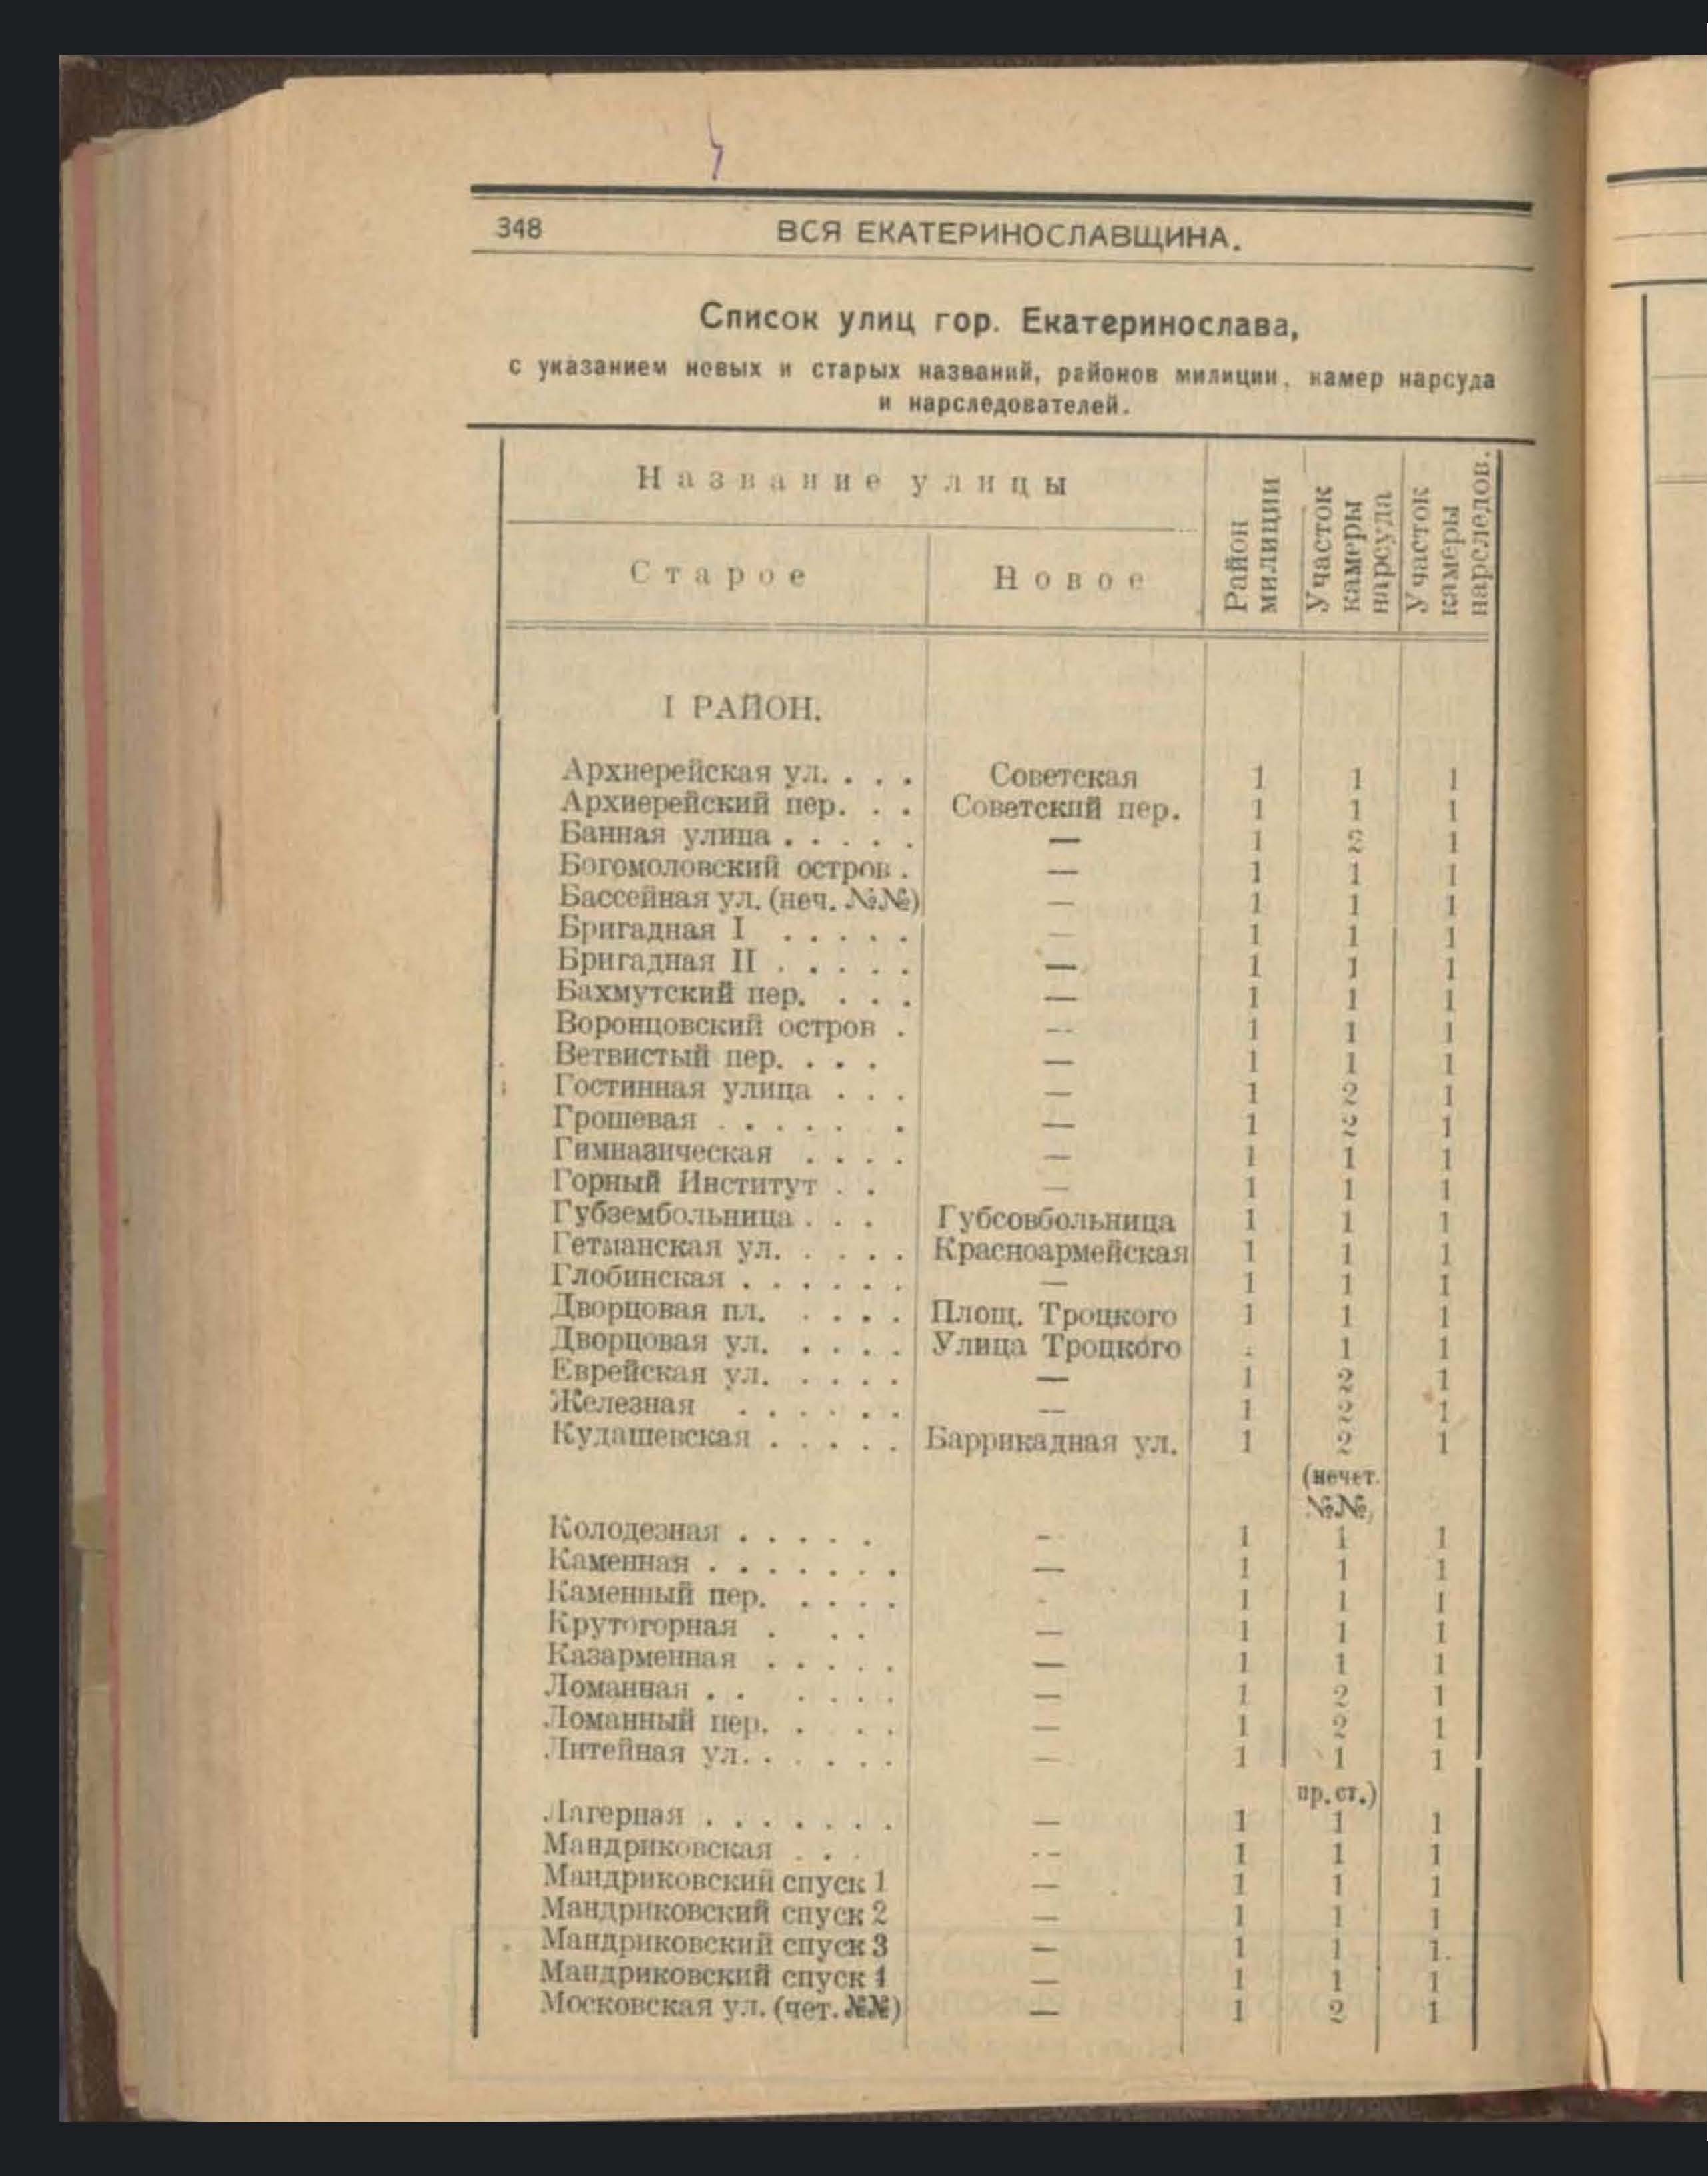 348 ВСЯ ЕКАТЕРИНОСЛАВЩИНА.
Список улиц гор. Екатеринослава,
с указанием новых и старых названий, районов милиции, камер нарсуда
и нарследователей.
Название улицы
Старое Новое
Район
милиции
Участок
камеры
нарсуда
Участок
камеры
нарследов.
I РАЙОН.
Архиерейская ул. . . . Советская 1 1 1
Архиерейский пер. . . Советский пер. 1 1 1
Банная улица . . . . . — 1 2 1
Богомоловский остров . — 1 1 1
Бассейная ул. (неч. №№) — 1 1 1
Бригадная I . . . . . — 1 1 1
Бригадная II . . . . . — 1 1 1
Бахмутский пер. . . . — 1 1 1
Воронцовский остров . — 1 1 1
Ветвистый пер. . . . — 1 1 1
Гостинная улица . . . — 1 2 1
Грошевая . . . . . . — 1 2 1
Гимназическая . . . . — 1 1 1
Горный Институт . . — 1 1 1
Губзембольница . . . Губсовбольница 1 1 1
Гетманская ул. . . . . Красноармейская 1 1 1
Глобинская . . . . . . — 1 1 1
Дворцовая пл. . . . . Площ. Троцкого 1 1 1
Дворцовая ул. . . . . Улица Троцкого . 1 1
Еврейская ул. . . . . — 1 2 1
Железная . . . . . . — 1 2 1
Кудашевская . . . . . Баррикадная ул. 1 2 1
(нечет.
№№)
Колодезная . . . . . - 1 1 1
Каменная . . . . . . . — 1 1 1
Каменный пер. . . . . - 1 1 1
Крутогорная . . . — 1 1 1
Казарменная . . . . . — 1 1 1
Ломанная . . . . . . — 1 2 1
Ломанный пер. . . . — 1 2 1
Литейная ул. . . . . . — 1 1 1
пр. ст.)
Лагерная . . . . . . . — 1 1 1
Мандриковская . . . — 1 1 1
Мандриковский спуск 1 — 1 1 1
Мандриковский спуск 2 — 1 1 1
Мандриковский спуск 3 — 1 1 1.
Мандриковский спуск 4 — 1 1 1
Московская ул. (чет. №№) — 1 2 1